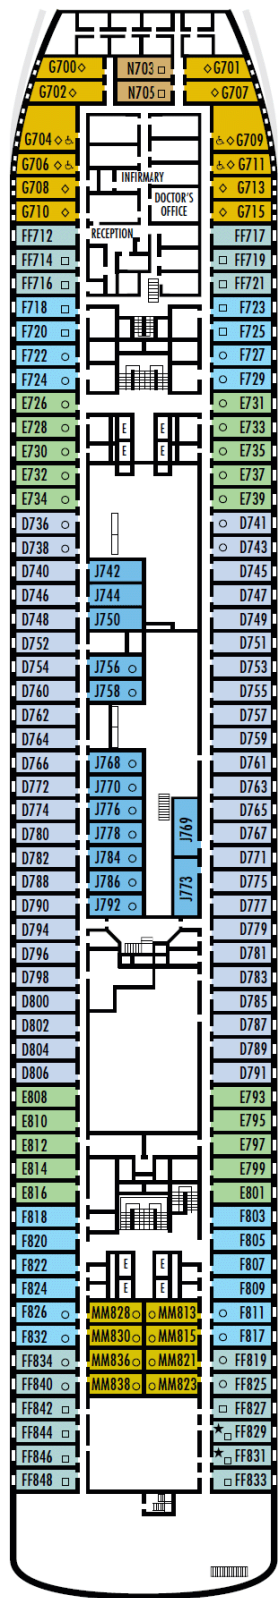 G700◇ N703□ ◇G701
G702◇ N705□ ◇G707
G704◇♿ ♿◇G709
G706◇♿ INFIRMARY ♿◇G711
G708◇ DOCTOR'S ◇G713
G710◇ OFFICE ◇G715
FF712 RECEPTION FF717
FF714□ □FF719
FF716□ □FF721
F718□ □F723
F720□ □F725
F722○ ○F727
F724○ ○F729
E726○ ○E731
E728○ E E ○E733
E730○ E E ○E735
E732○ ○E737
E734○ ○E739
D736○ ○D741
D738○ ○D743
D740 J742 D745
D746 J744 D747
D748 J750 D749
D752 D751
D754 J756○ D753
D760 J758○ D755
D762 D757
D764 D759
D766 J768○ D761
D772 J770○ D763
D774 J776○ J769 D765
D780 J778○ D767
D782 J784○ D771
D788 J786○ J773 D775
D790 J792○ D777
D794 D779
D796 D781
D798 D783
D800 D785
D802 D787
D804 D789
D806 D791
E808 E793
E810 E795
E812 E797
E814 E799
E816 E801
F818 F803
F820 F805
F822 E E F807
F824 E E F809
F826○ MM828○ ○MM813 ○F811
F832○ MM830○ ○MM815 ○F817
FF834○ MM836○ ○MM821 ○FF819
FF840○ MM838○ ○MM823 ○FF825
FF842□ □FF827
FF844□ ★□FF829
FF846□ ★□FF831
FF848□ □FF833